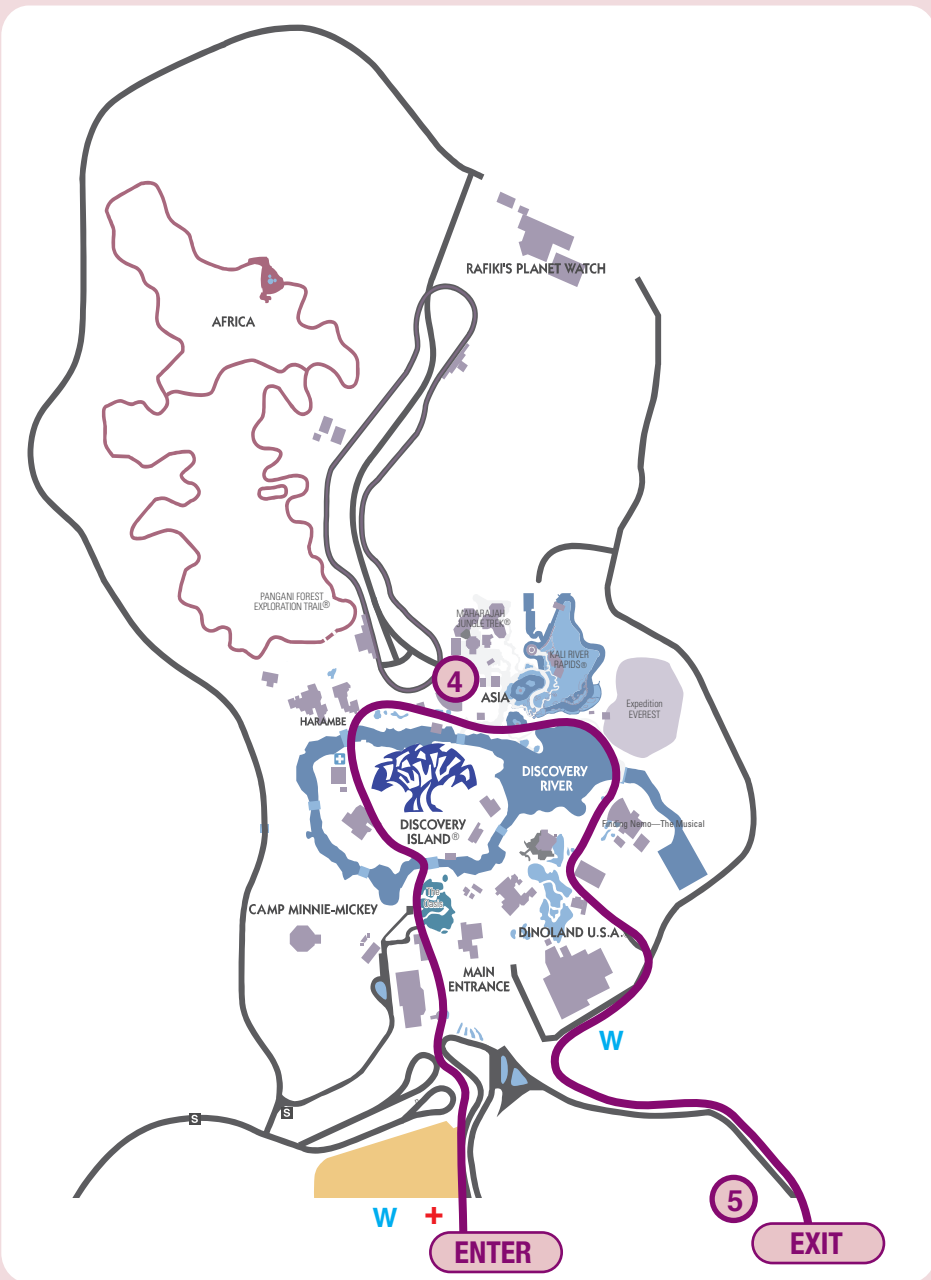 RAFIKI'S PLANET WATCH
AFRICA
PANGANI FOREST
EXPLORATION TRAIL®
MAHARAJAH
JUNGLE TREK®
KALI RIVER
RAPIDS®
4
ASIA
Expedition
EVEREST
HARAMBE
DISCOVERY
RIVER
DISCOVERY
ISLAND®
Finding Nemo—The Musical
The
Oasis
CAMP MINNIE-MICKEY
DINOLAND U.S.A.
MAIN
ENTRANCE
W
S
S
W +
5
ENTER
EXIT